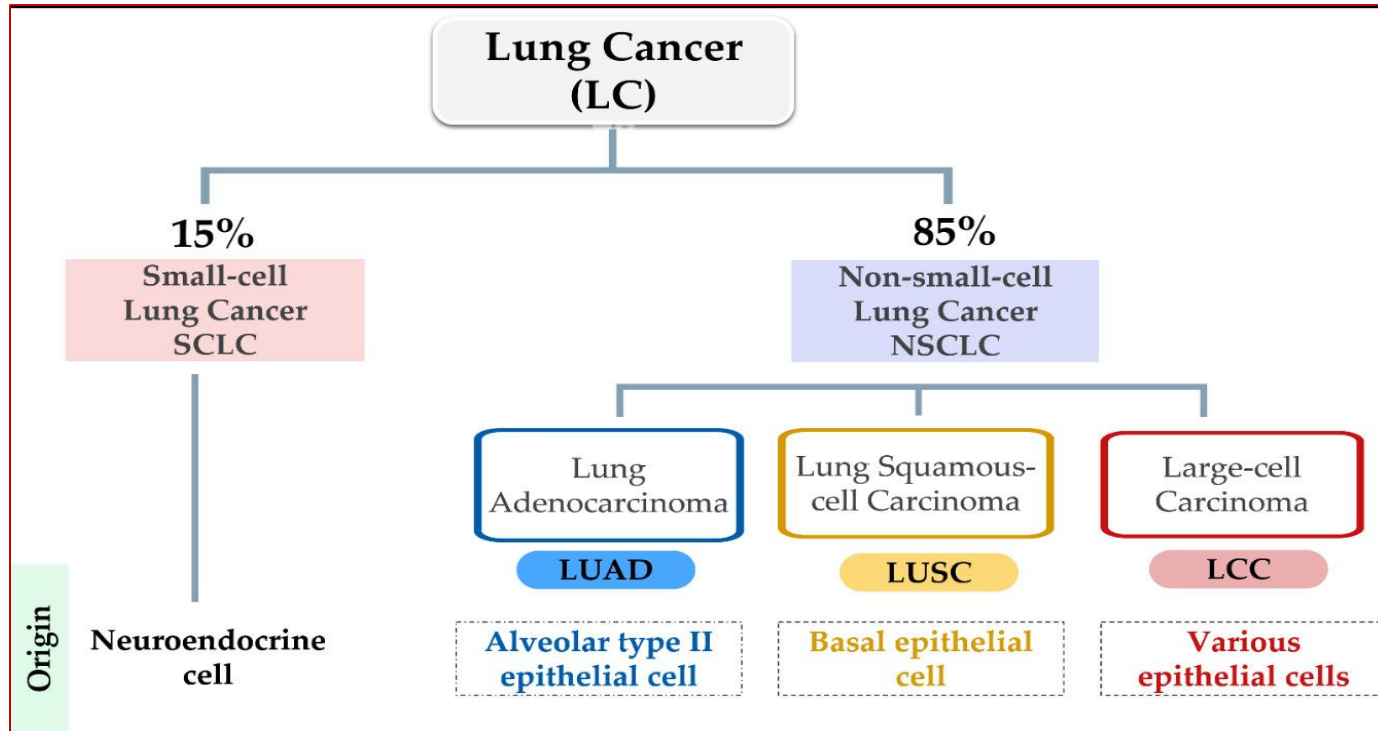 Lung Cancer
(LC)
15%
Small-cell
Lung Cancer
SCLC
85%
Non-small-cell
Lung Cancer
NSCLC
Lung
Adenocarcinoma
LUAD
Lung Squamous-
cell Carcinoma
LUSC
Large-cell
Carcinoma
LCC
Origin
Neuroendocrine
cell
Alveolar type II
epithelial cell
Basal epithelial
cell
Various
epithelial cells